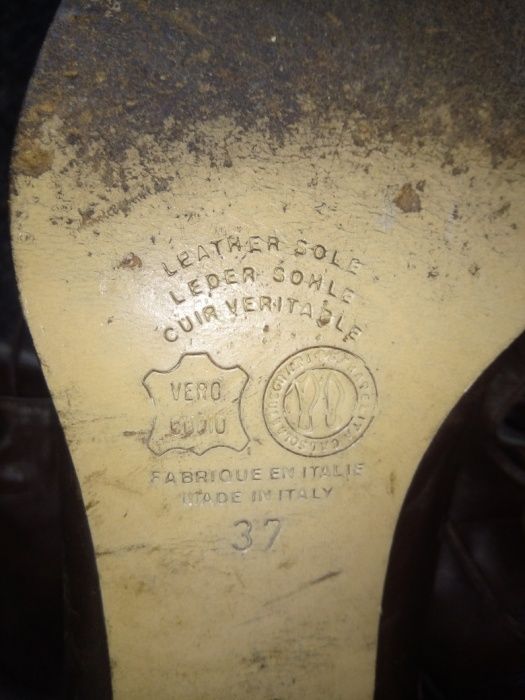 LEATHER SOLE
LEDER SOHLE
CUIR VERITABLE
VERO
CUOIO
FABRIQUE EN ITALIE
MADE IN ITALY
37